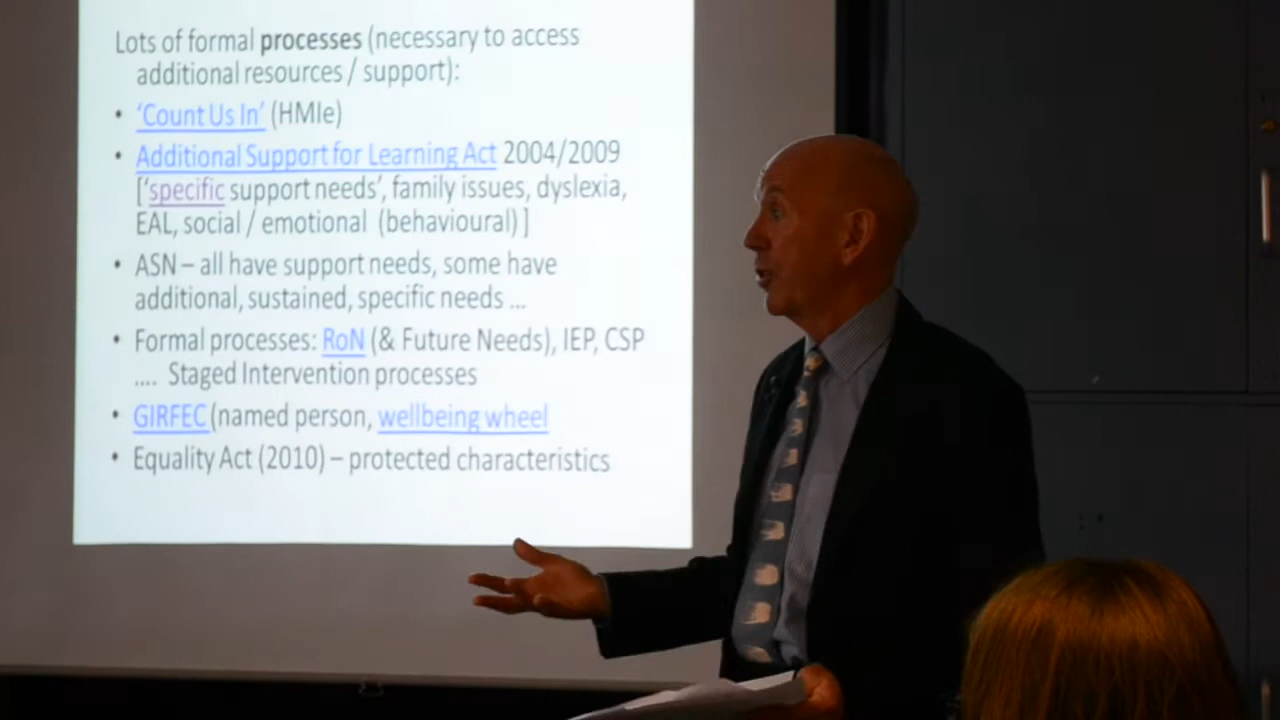 Lots of formal processes (necessary to access
additional resources / support):
• ‘Count Us In’ (HMIe)
• Additional Support for Learning Act 2004/2009
[‘specific support needs’, family issues, dyslexia,
EAL, social / emotional (behavioural) ]
• ASN – all have support needs, some have
additional, sustained, specific needs ...
• Formal processes: RoN (& Future Needs), IEP, CSP
.... Staged Intervention processes
• GIRFEC (named person, wellbeing wheel
• Equality Act (2010) – protected characteristics